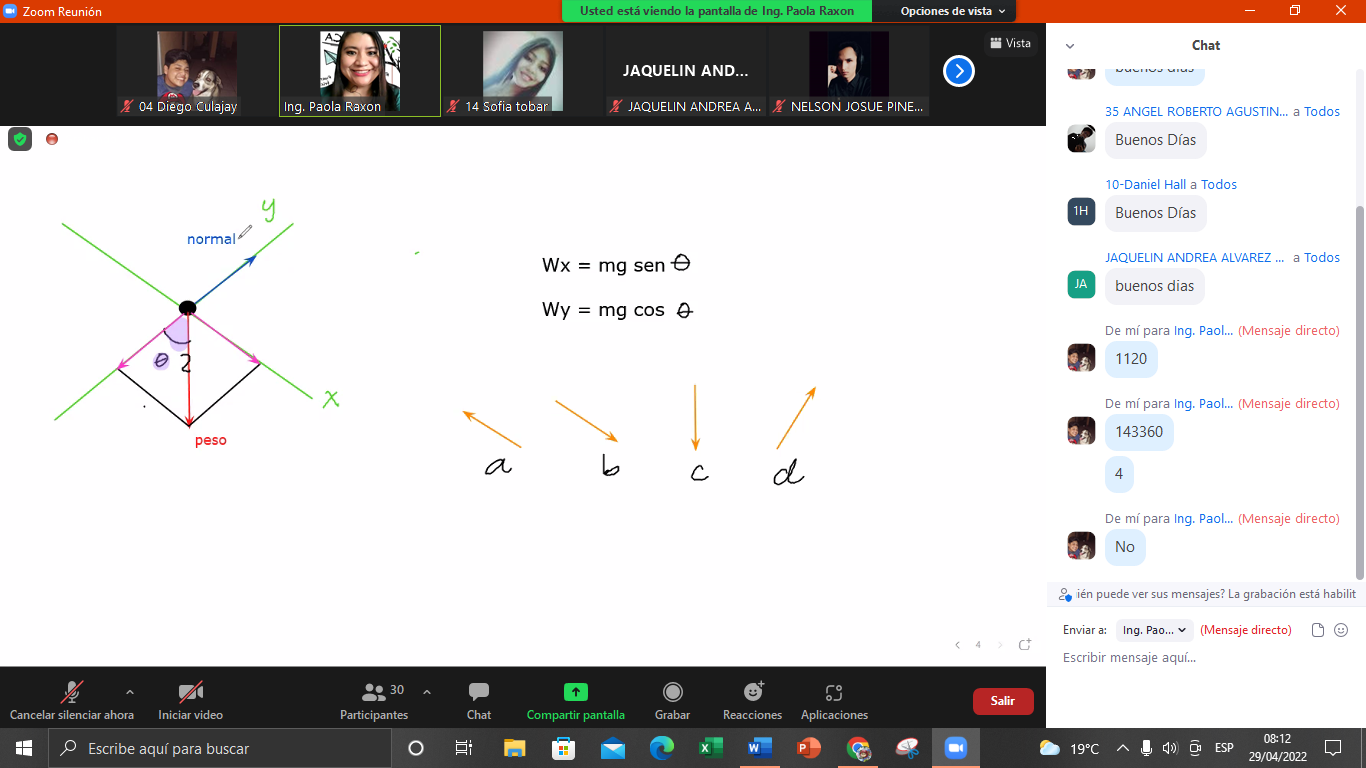 Zoom Reunión
Usted está viendo la pantalla de Ing. Paola Raxon
Opciones de vista
04 Diego Culajay
Ing. Paola Raxon
14 Sofia tobar
JAQUELIN AND...
JAQUELIN ANDREA A...
NELSON JOSUE PINE...
Vista
y
normal
θ
2
x
peso
Wx = mg sen θ
Wy = mg cos θ
a
b
c
d
4
Chat
buenos dias
35 ANGEL ROBERTO AGUSTIN... a Todos
Buenos Días
10-Daniel Hall a Todos
1H
Buenos Días
JAQUELIN ANDREA ALVAREZ ... a Todos
JA
buenos dias
De mí para Ing. Paol... (Mensaje directo)
1120
De mí para Ing. Paol... (Mensaje directo)
143360
4
De mí para Ing. Paol... (Mensaje directo)
No
ién puede ver sus mensajes? La grabación está habilit
Enviar a: Ing. Pao... (Mensaje directo)
Escribir mensaje aquí...
Cancelar silenciar ahora
Iniciar video
30
Participantes
Chat
Compartir pantalla
Grabar
Reacciones
Aplicaciones
Salir
Escribe aquí para buscar
19°C
ESP
08:12
29/04/2022